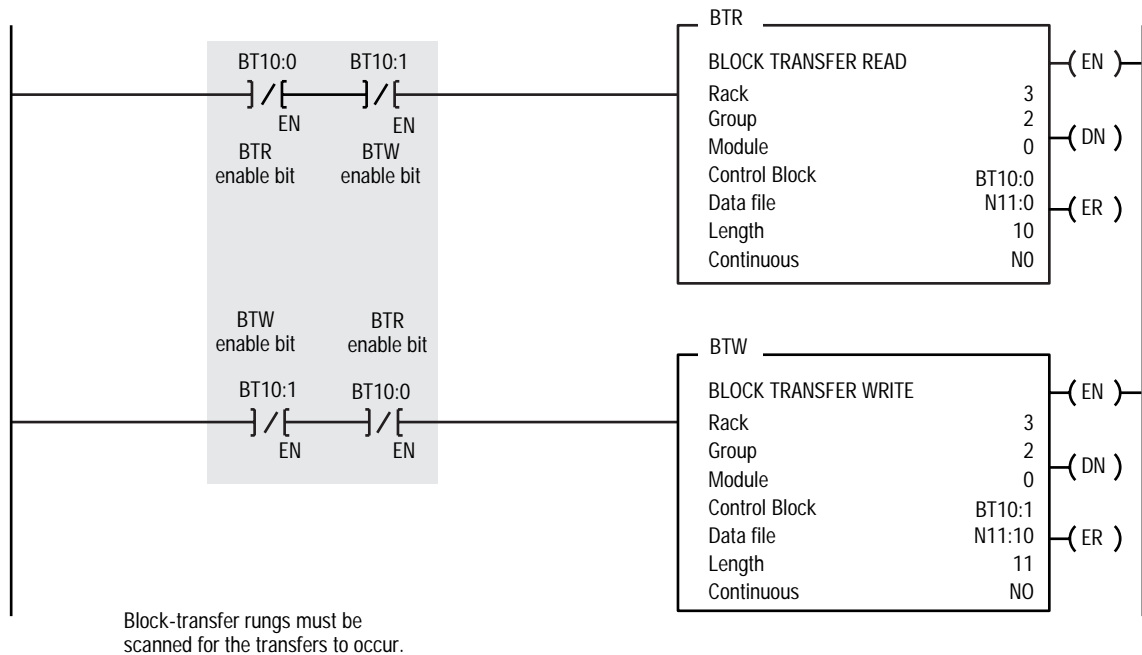 BTR
BT10:0 BT10:1
BLOCK TRANSFER READ
EN
Rack 3
EN EN
Group 2
BTR BTW
enable bit enable bit
Module 0
DN
Control Block BT10:0
Data file N11:0
ER
Length 10
Continuous NO
BTW BTR
enable bit enable bit
BTW
BT10:1 BT10:0
BLOCK TRANSFER WRITE
EN
Rack 3
EN EN
Group 2
DN
Module 0
Control Block BT10:1
Data file N11:10
ER
Length 11
Continuous NO
Block-transfer rungs must be
scanned for the transfers to occur.